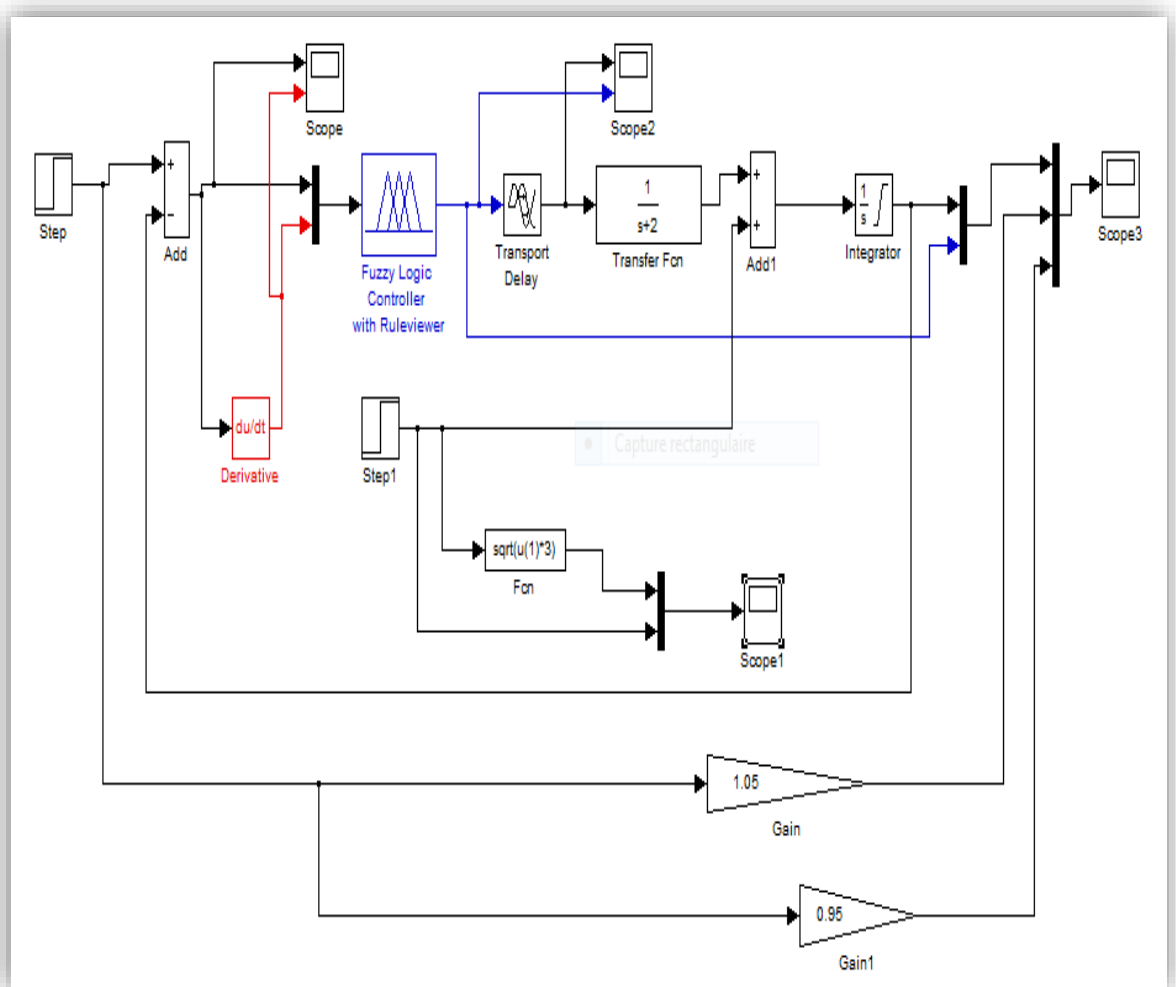 Scope
Scope2
Scope3
Step
+
−
Add
Fuzzy Logic
Controller
with Ruleviewer
Transport
Delay
1
s+2
Transfer Fcn
+
+
Add1
1
s
Integrator
du/dt
Derivative
Step1
Capture rectangulaire
sqrt(u(1)*3)
Fcn
Scope1
1.05
Gain
0.95
Gain1